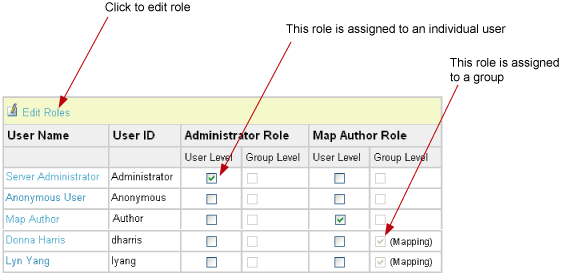 Click to edit role
This role is assigned to an individual user
This role is assigned
to a group
Edit Roles
User Name User ID Administrator Role Map Author Role
User Level Group Level User Level Group Level
Server Administrator Administrator
Anonymous User Anonymous
Map Author Author
Donna Harris dharris (Mapping)
Lyn Yang lyang (Mapping)